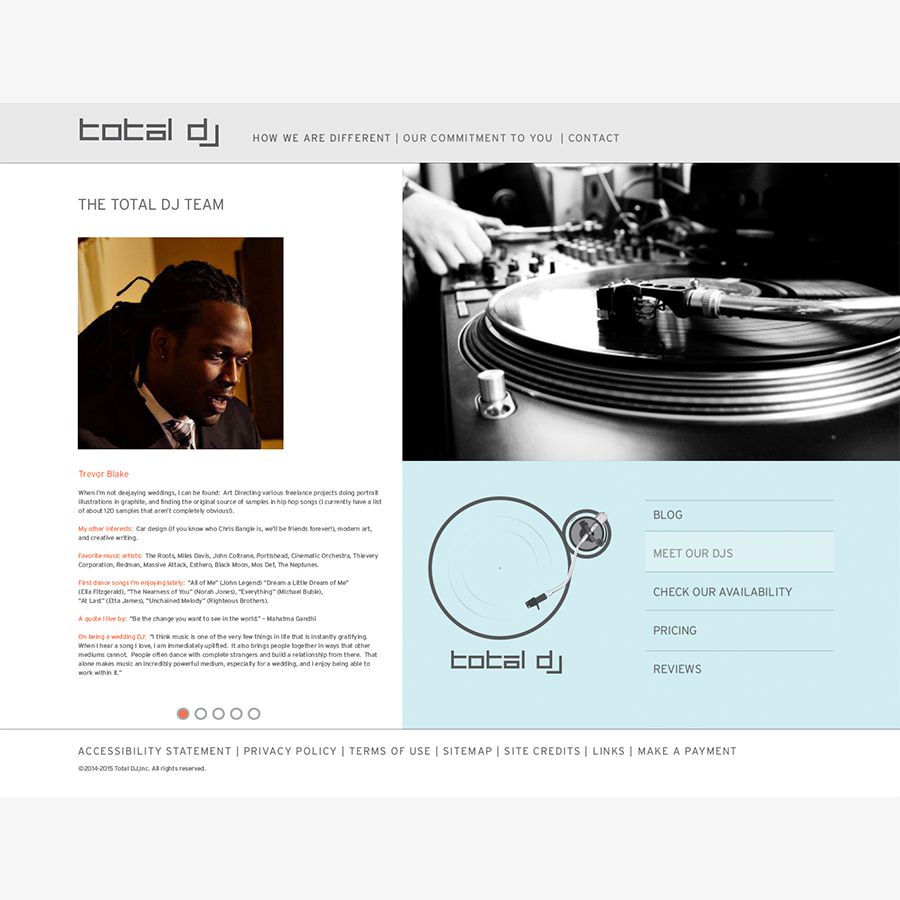 total dj
HOW WE ARE DIFFERENT | OUR COMMITMENT TO YOU | CONTACT
THE TOTAL DJ TEAM
Trevor Blake
When I'm not deejaying weddings, I can be found: Art Directing various freelance projects doing portrait
illustrations in graphite, and finding the original source of samples in hip hop songs (I currently have a list
of about 120 samples that aren't completely obvious!).
My other interests: Car design (if you know who Chris Bangle is, we'll be friends forever!), modern art,
and creative writing.
Favorite music artists: The Roots, Miles Davis, John Coltrane, Portishead, Cinematic Orchestra, Thievery
Corporation, Redman, Massive Attack, Esthero, Black Moon, Mos Def, The Neptunes.
First dance songs I'm enjoying lately: "All of Me" (John Legend) "Dream a Little Dream of Me"
(Ella Fitzgerald), "The Nearness of You" (Norah Jones), "Everything" (Michael Buble),
"At Last" (Etta James), "Unchained Melody" (Righteous Brothers).
A quote I live by: "Be the change you want to see in the world." – Mahatma Gandhi
On being a wedding DJ: "I think music is one of the very few things in life that is instantly gratifying.
When I hear a song I love, I am immediately uplifted. It also brings people together in ways that other
mediums cannot. People often dance with complete strangers and build a relationship from there. That
alone makes music an incredibly powerful medium, especially for a wedding, and I enjoy being able to
work within it."
total dj
BLOG
MEET OUR DJS
CHECK OUR AVAILABILITY
PRICING
REVIEWS
ACCESSIBILITY STATEMENT | PRIVACY POLICY | TERMS OF USE | SITEMAP | SITE CREDITS | LINKS | MAKE A PAYMENT
©2014-2015 Total DJ,Inc. All rights reserved.